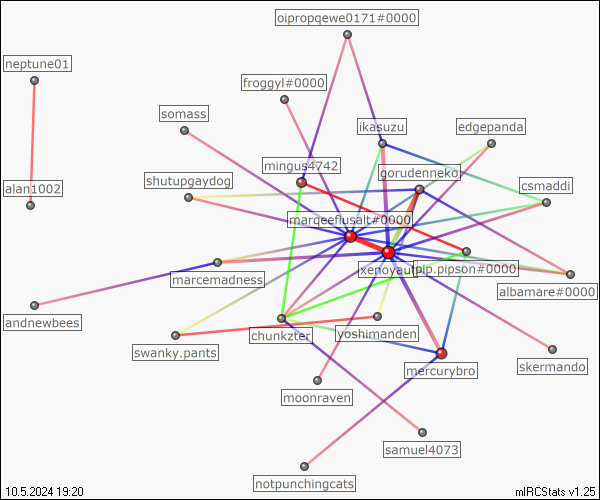 oipropqewe0171#0000
neptune01
froggyl#0000
somass
ikasuzu
edgepanda
mingus4742
gorudenneko
shutupgaydog
csmaddi
alan1002
marqeeflusalt#0000
xenoyaup
pip.pipson#0000
marcemadness
albamare#0000
andnewbees
chunkzter
yoshimanden
swanky.pants
skermando
mercurybro
moonraven
samuel4073
notpunchingcats
10.5.2024 19:20
mIRCStats v1.25